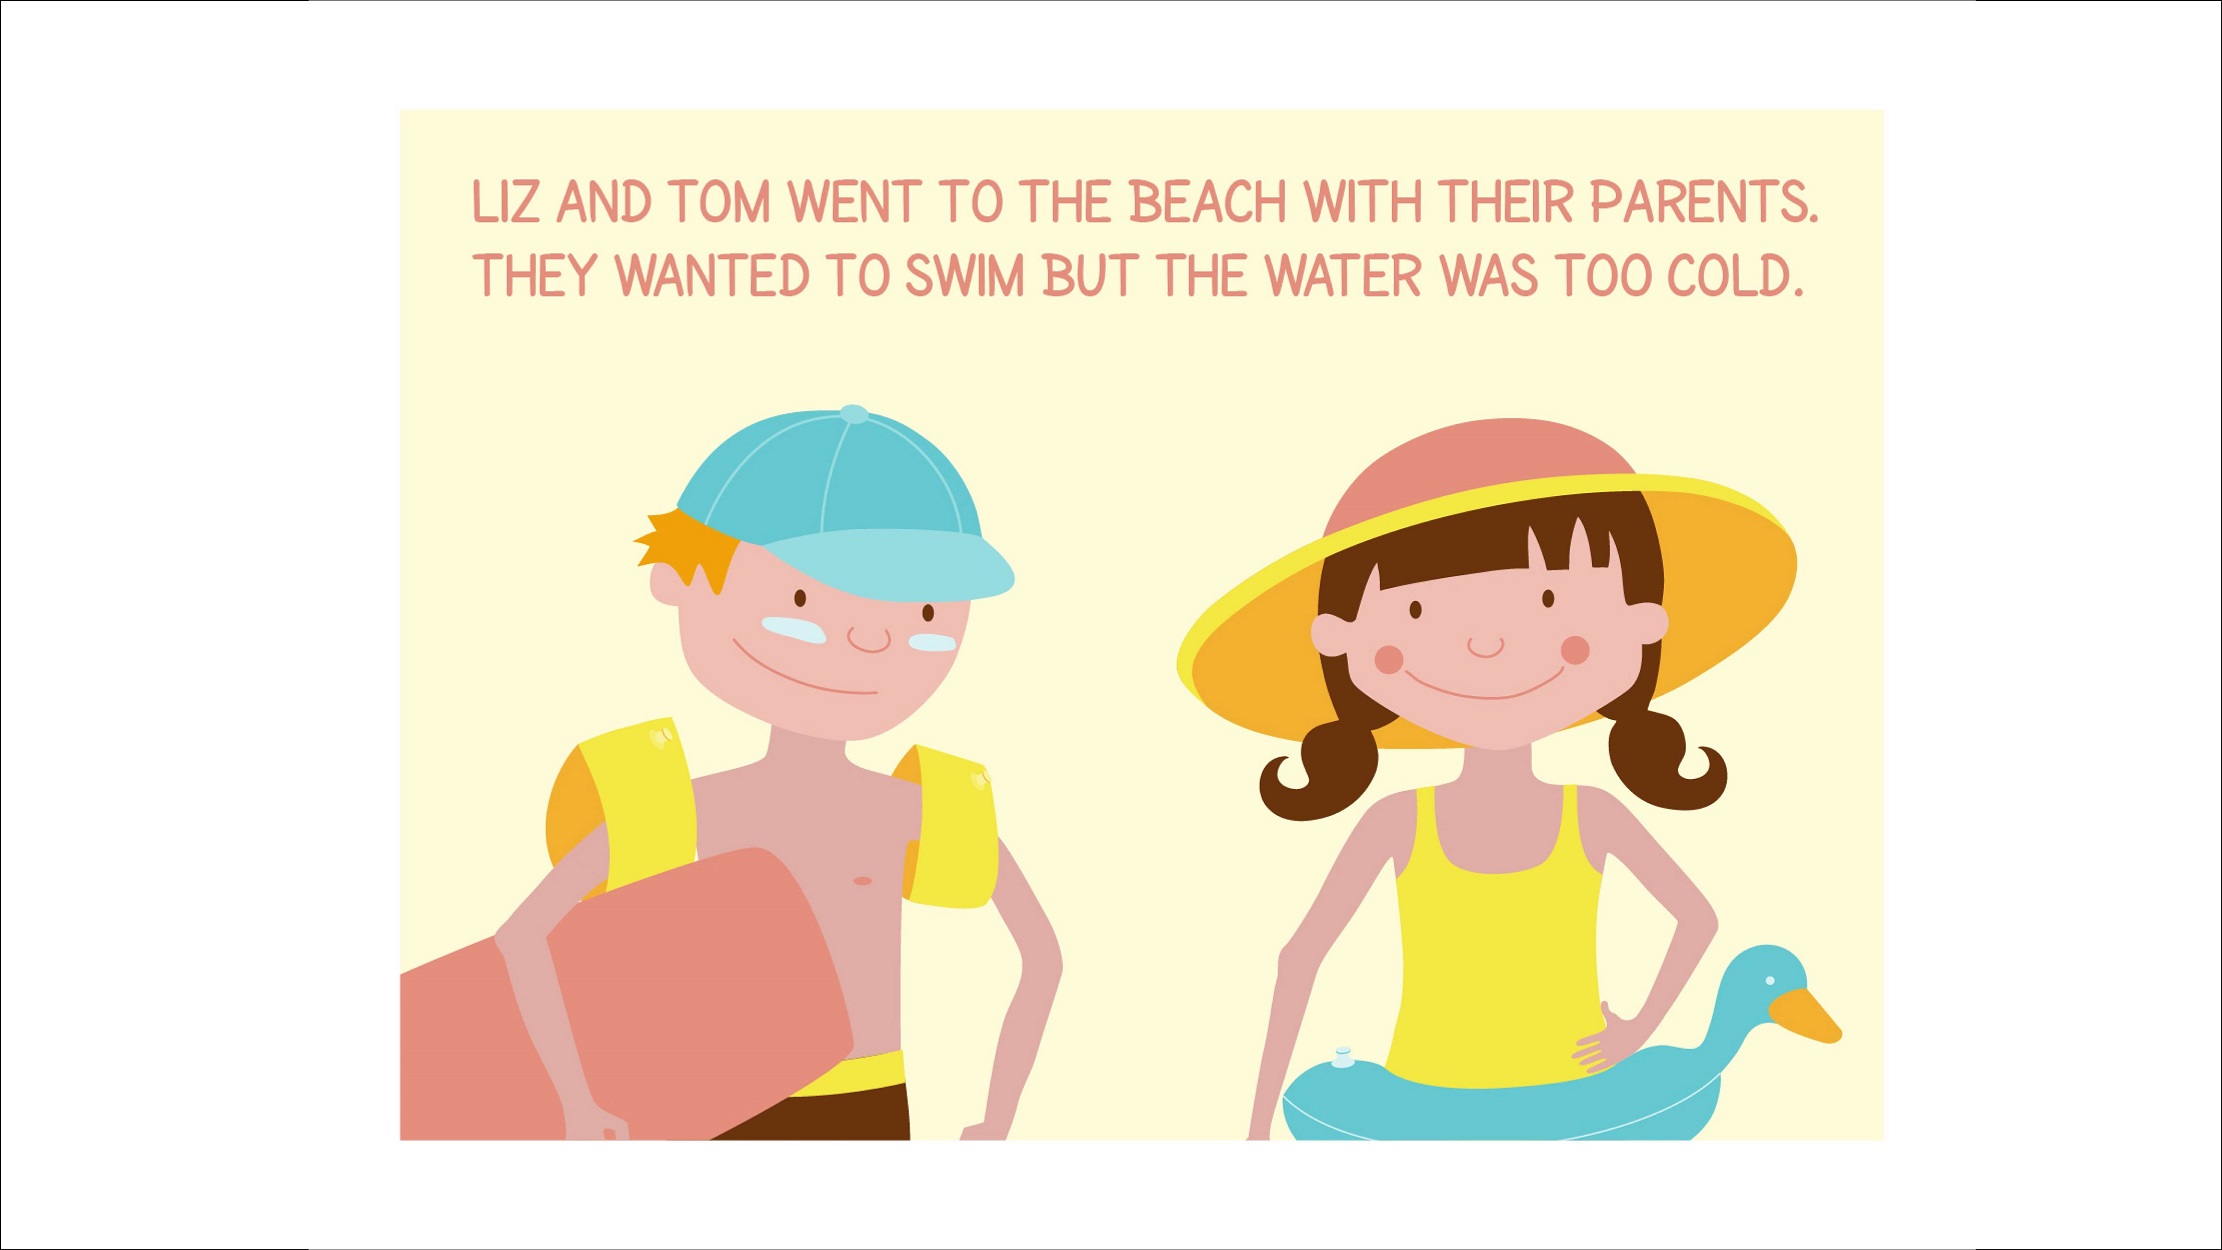 LIZ AND TOM WENT TO THE BEACH WITH THEIR PARENTS.
THEY WANTED TO SWIM BUT THE WATER WAS TOO COLD.